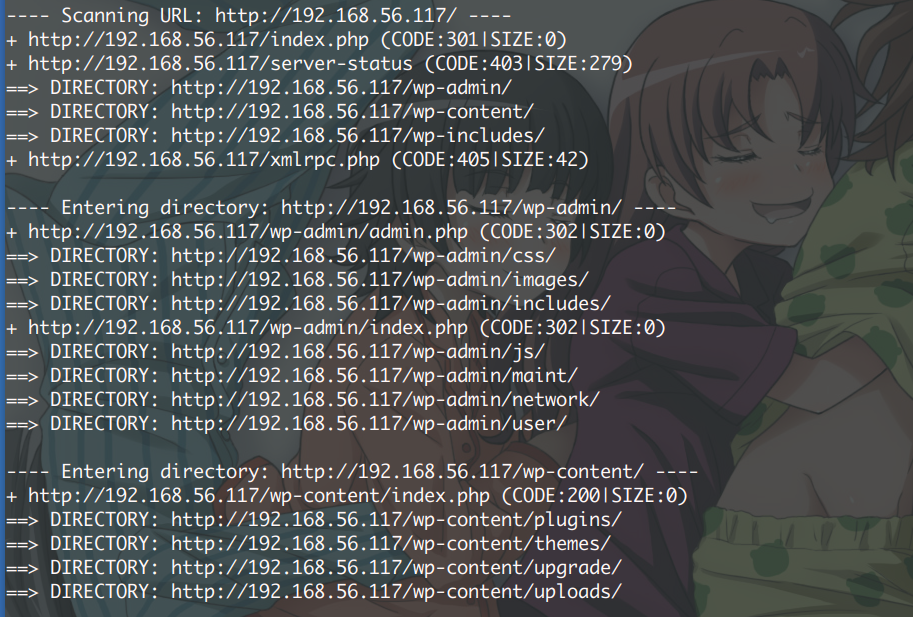 ---- Scanning URL: http://192.168.56.117/ ----
+ http://192.168.56.117/index.php (CODE:301|SIZE:0)
+ http://192.168.56.117/server-status (CODE:403|SIZE:279)
==> DIRECTORY: http://192.168.56.117/wp-admin/
==> DIRECTORY: http://192.168.56.117/wp-content/
==> DIRECTORY: http://192.168.56.117/wp-includes/
+ http://192.168.56.117/xmlrpc.php (CODE:405|SIZE:42)
---- Entering directory: http://192.168.56.117/wp-admin/ ----
+ http://192.168.56.117/wp-admin/admin.php (CODE:302|SIZE:0)
==> DIRECTORY: http://192.168.56.117/wp-admin/css/
==> DIRECTORY: http://192.168.56.117/wp-admin/images/
==> DIRECTORY: http://192.168.56.117/wp-admin/includes/
+ http://192.168.56.117/wp-admin/index.php (CODE:302|SIZE:0)
==> DIRECTORY: http://192.168.56.117/wp-admin/js/
==> DIRECTORY: http://192.168.56.117/wp-admin/maint/
==> DIRECTORY: http://192.168.56.117/wp-admin/network/
==> DIRECTORY: http://192.168.56.117/wp-admin/user/
---- Entering directory: http://192.168.56.117/wp-content/ ----
+ http://192.168.56.117/wp-content/index.php (CODE:200|SIZE:0)
==> DIRECTORY: http://192.168.56.117/wp-content/plugins/
==> DIRECTORY: http://192.168.56.117/wp-content/themes/
==> DIRECTORY: http://192.168.56.117/wp-content/upgrade/
==> DIRECTORY: http://192.168.56.117/wp-content/uploads/